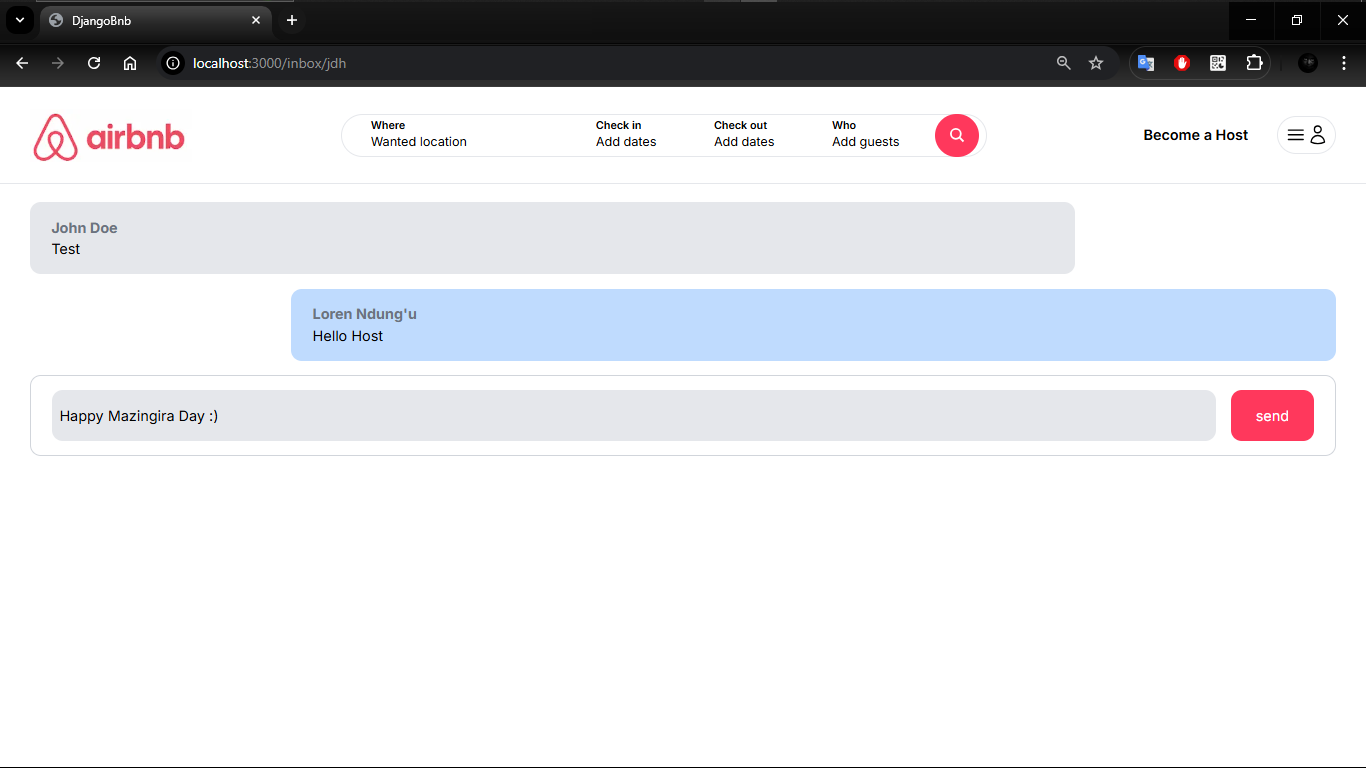 DjangoBnb
localhost:3000/inbox/jdh
airbnb
Where
Wanted location
Check in
Add dates
Check out
Add dates
Who
Add guests
Become a Host
John Doe
Test
Loren Ndung'u
Hello Host
Happy Mazingira Day :)
send